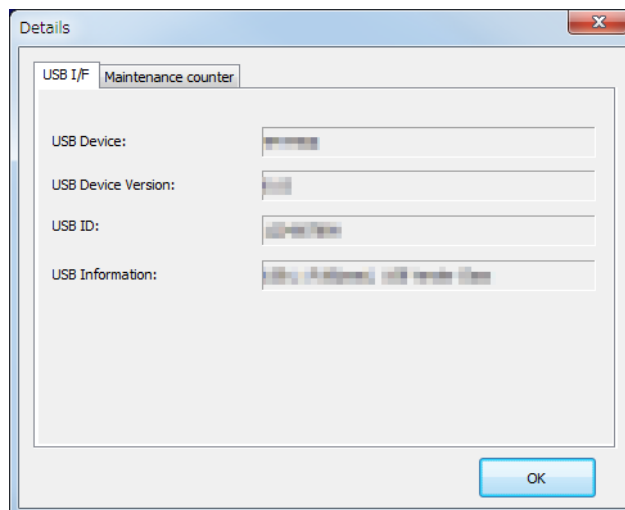 Details
USB I/F
Maintenance counter
USB Device:
USB Device Version:
USB ID:
USB Information:
OK